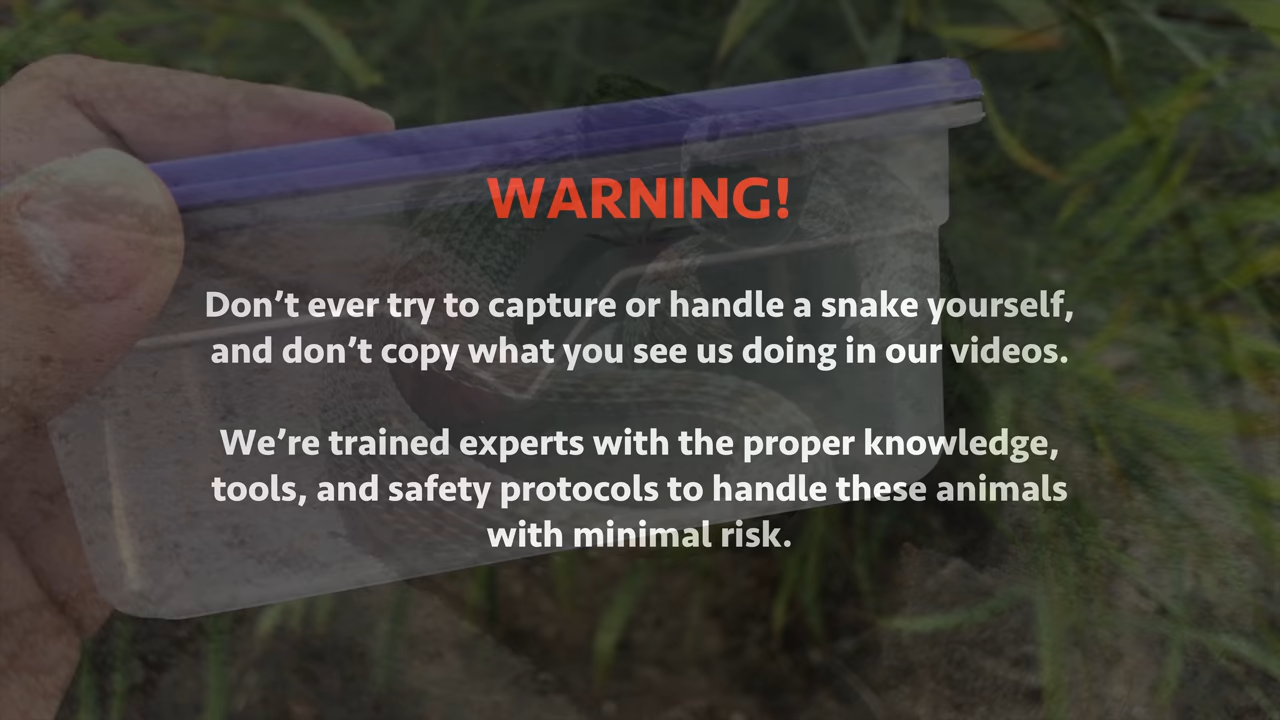 WARNING!
Don’t ever try to capture or handle a snake yourself,
and don’t copy what you see us doing in our videos.
We’re trained experts with the proper knowledge,
tools, and safety protocols to handle these animals
with minimal risk.